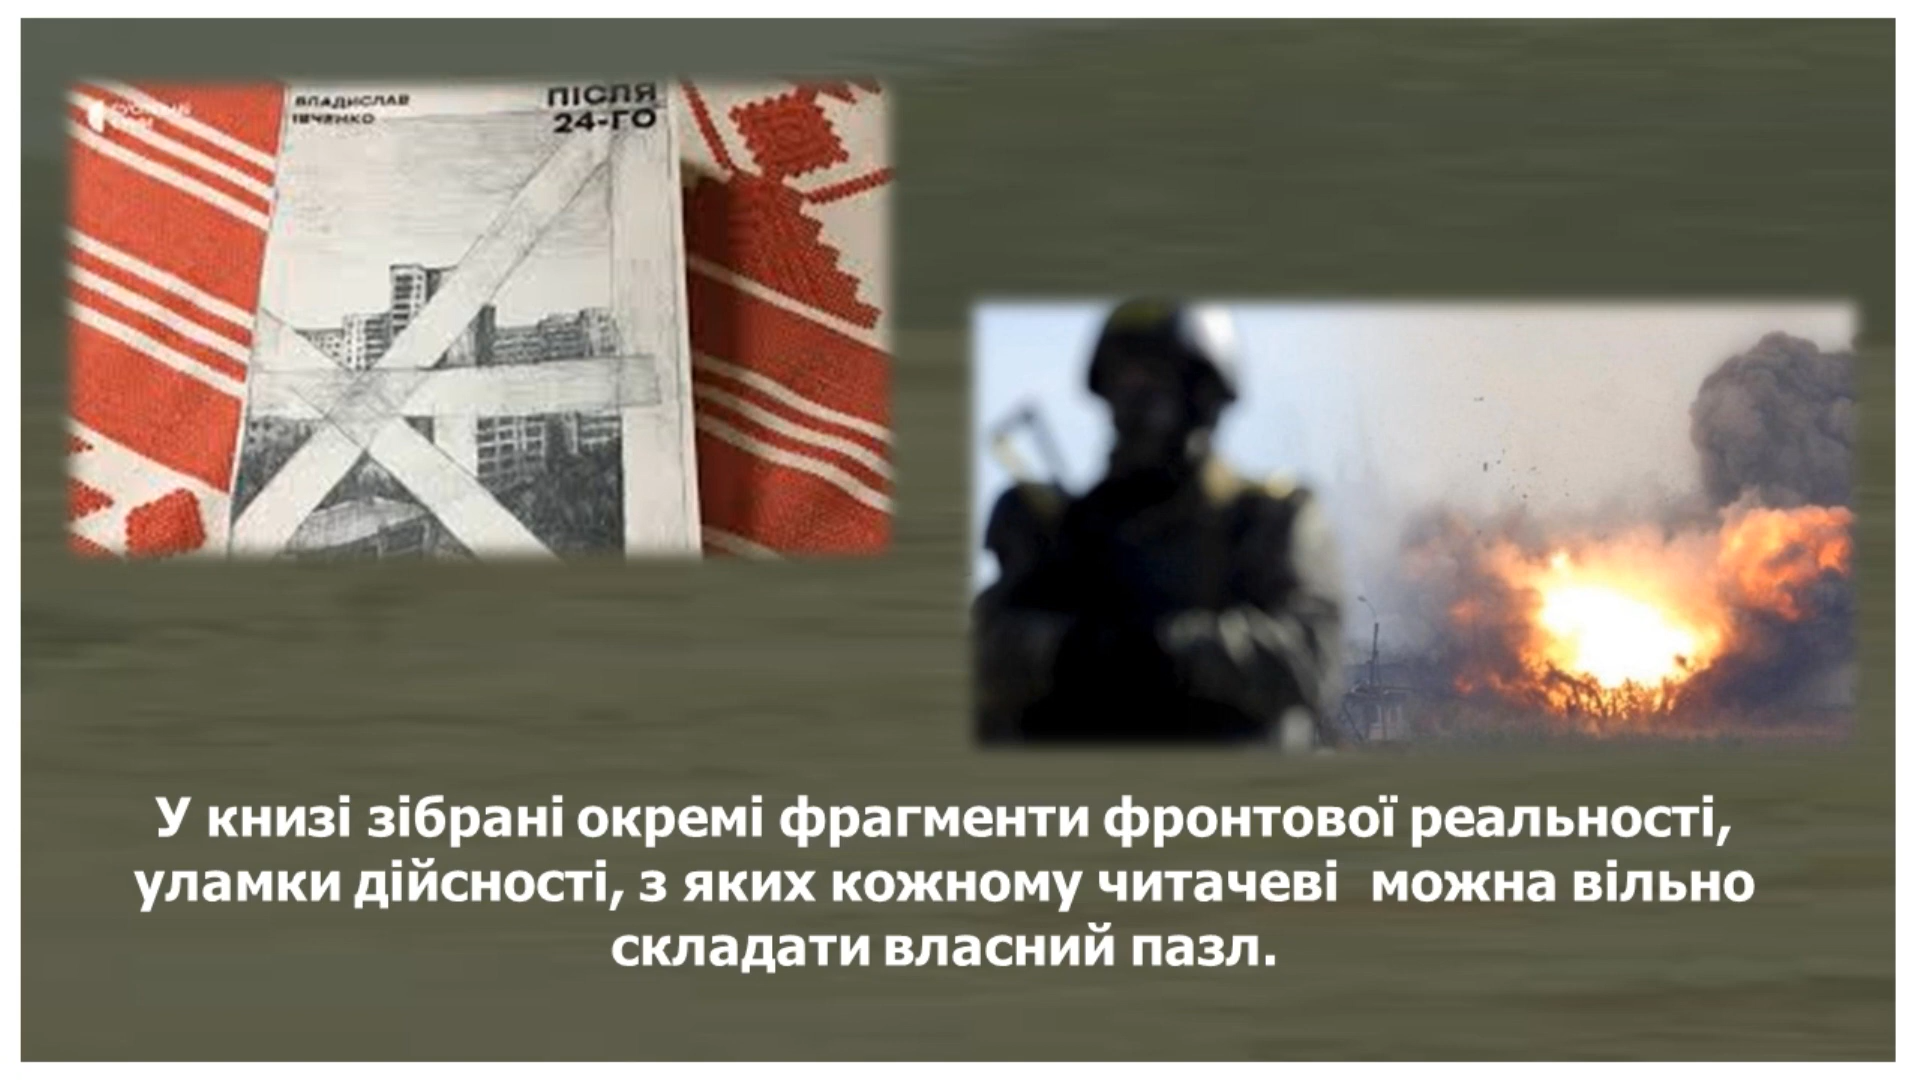 ВЛАДИСЛАВ
ІВЧЕНКО
ПІСЛЯ
24-ГО
У книзі зібрані окремі фрагменти фронтової реальності,
уламки дійсності, з яких кожному читачеві можна вільно
складати власний пазл.